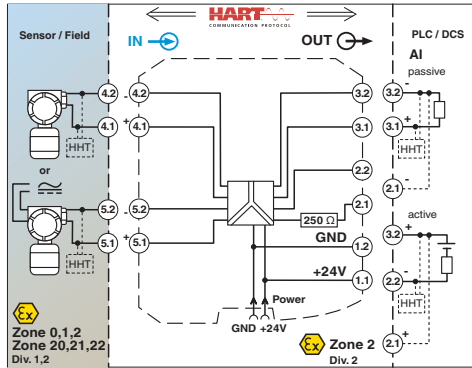 HART
COMMUNICATION PROTOCOL
Sensor / Field
IN
OUT
PLC / DCS
AI
passive
4.2 - 4.2
3.2
3.2 -
4.1 + 4.1
3.1
3.1 +
HHT
HHT
or
2.2
2.1 -
5.2 - 5.2
2.1
250 Ω
active
5.1 + 5.1
GND
1.2
3.2 +
HHT
+24V
1.1
2.2 -
HHT
Power
GND +24V
2.1 +
Ex
Zone 0,1,2
Zone 20,21,22
Div. 1,2
Ex
Zone 2
Div. 2